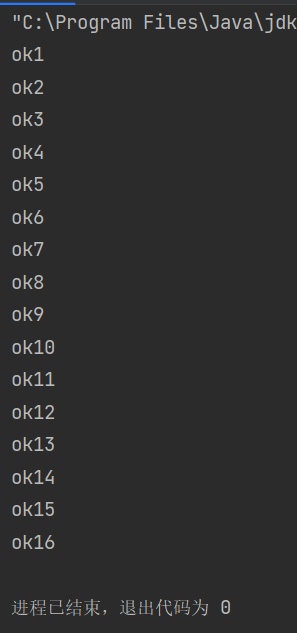 "C:\Program Files\Java\jdk
ok1
ok2
ok3
ok4
ok5
ok6
ok7
ok8
ok9
ok10
ok11
ok12
ok13
ok14
ok15
ok16
进程已结束，退出代码为 0